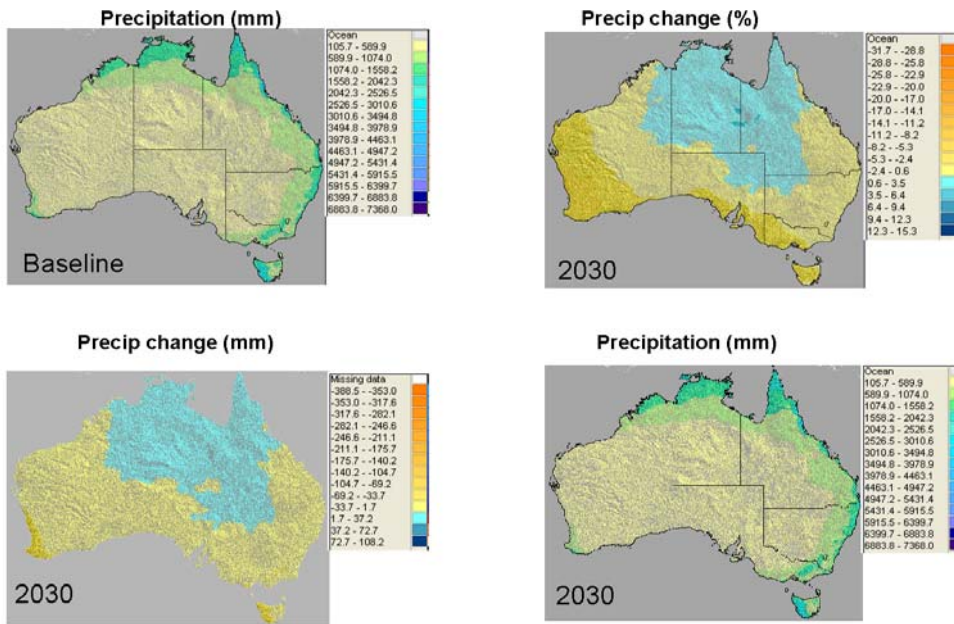 Precipitation (mm)
Ocean
105.7 - 589.9
589.9 - 1074.0
1074.0 - 1558.2
1558.2 - 2042.3
2042.3 - 2526.5
2526.5 - 3010.6
3010.6 - 3494.8
3494.8 - 3978.9
3978.9 - 4463.1
4463.1 - 4947.2
4947.2 - 5431.4
5431.4 - 5915.5
5915.5 - 6399.7
6399.7 - 6883.8
6883.8 - 7368.0
Baseline
Precip change (%)
Ocean
-31.7 - -28.8
-28.8 - -25.8
-25.8 - -22.9
-22.9 - -20.0
-20.0 - -17.0
-17.0 - -14.1
-14.1 - -11.2
-11.2 - -8.2
-8.2 - -5.3
-5.3 - -2.4
-2.4 - 0.6
0.6 - 3.5
3.5 - 6.4
6.4 - 9.4
9.4 - 12.3
12.3 - 15.3
2030
Precip change (mm)
Missing data
-388.5 - -353.0
-353.0 - -317.6
-317.6 - -282.1
-282.1 - -246.6
-246.6 - -211.1
-211.1 - -175.7
-175.7 - -140.2
-140.2 - -104.7
-104.7 - -69.2
-69.2 - -33.7
-33.7 - 1.7
1.7 - 37.2
37.2 - 72.7
72.7 - 108.2
2030
Precipitation (mm)
Ocean
105.7 - 589.9
589.9 - 1074.0
1074.0 - 1558.2
1558.2 - 2042.3
2042.3 - 2526.5
2526.5 - 3010.6
3010.6 - 3494.8
3494.8 - 3978.9
3978.9 - 4463.1
4463.1 - 4947.2
4947.2 - 5431.4
5431.4 - 5915.5
5915.5 - 6399.7
6399.7 - 6883.8
6883.8 - 7368.0
2030